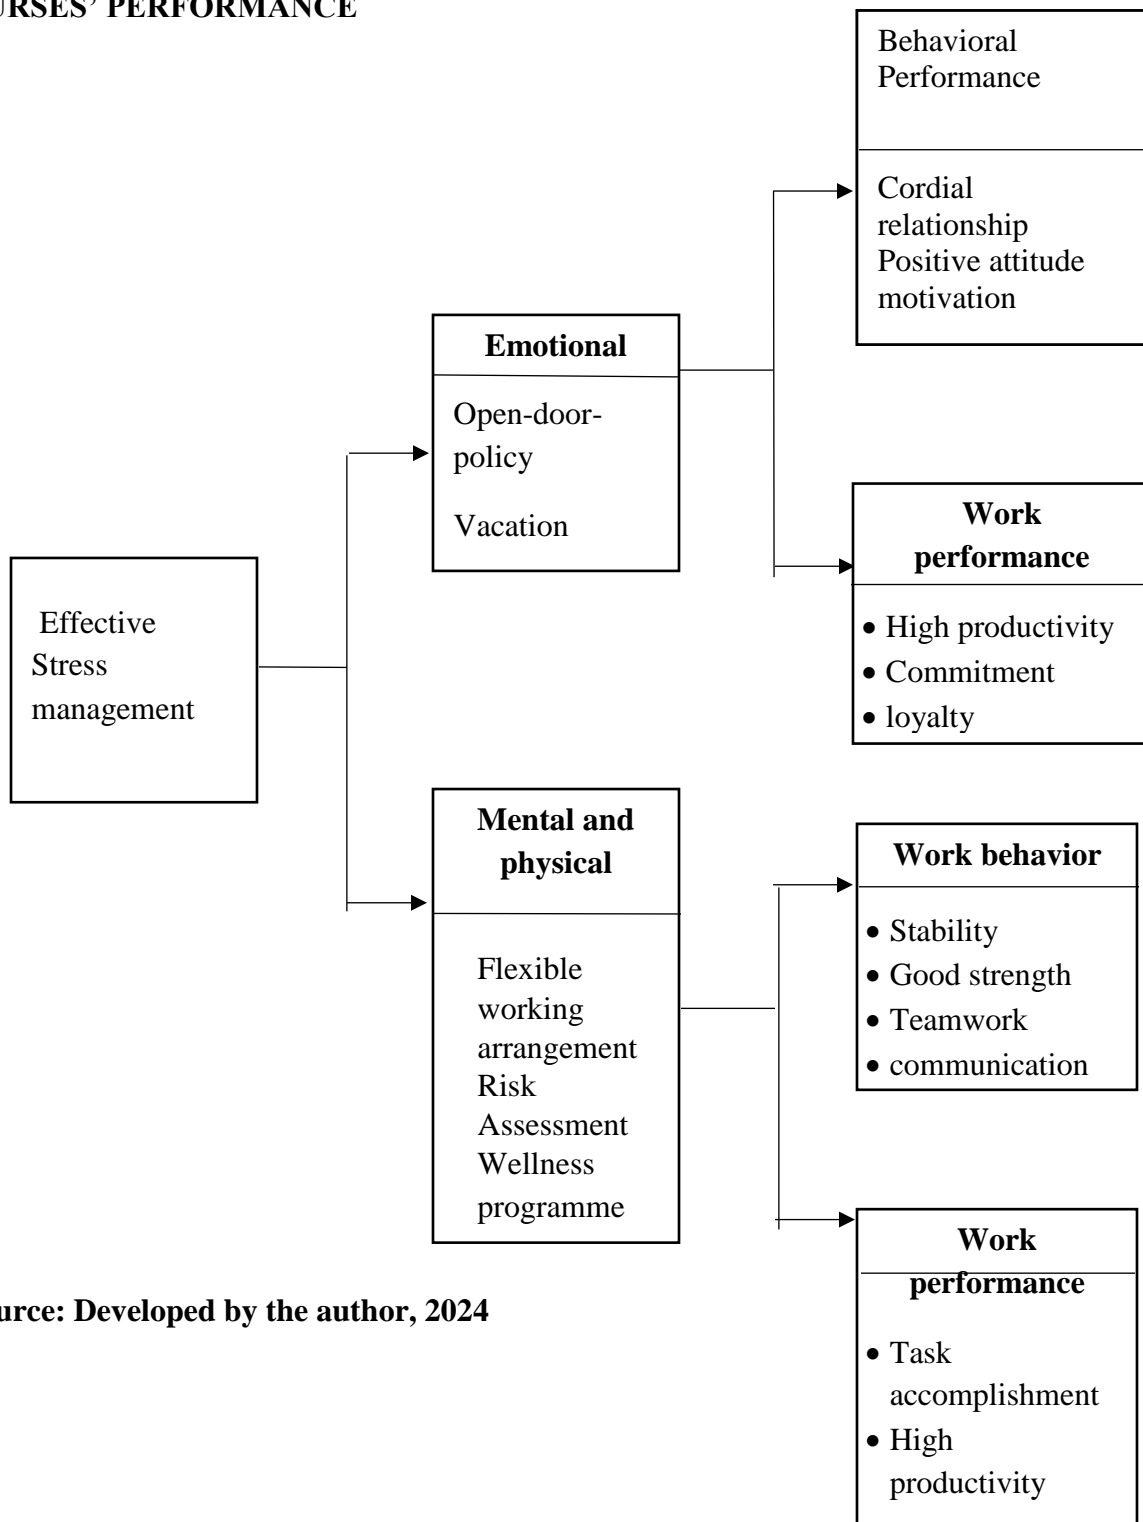 URSES’ PERFORMANCE
Behavioral
Performance
Cordial
relationship
Positive attitude
motivation
Emotional
Open-door-
policy
Vacation
Work
performance
• High productivity
• Commitment
• loyalty
Effective
Stress
management
Mental and
physical
Flexible
working
arrangement
Risk
Assessment
Wellness
programme
Work behavior
• Stability
• Good strength
• Teamwork
• communication
Work
performance
• Task
accomplishment
• High
productivity
urce: Developed by the author, 2024